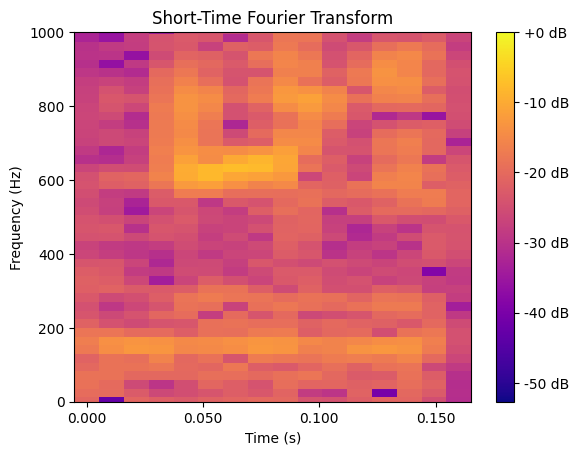 Short-Time Fourier Transform
1000
800
600
400
200
0
Frequency (Hz)
0.000
0.050
0.100
0.150
Time (s)
+0 dB
-10 dB
-20 dB
-30 dB
-40 dB
-50 dB